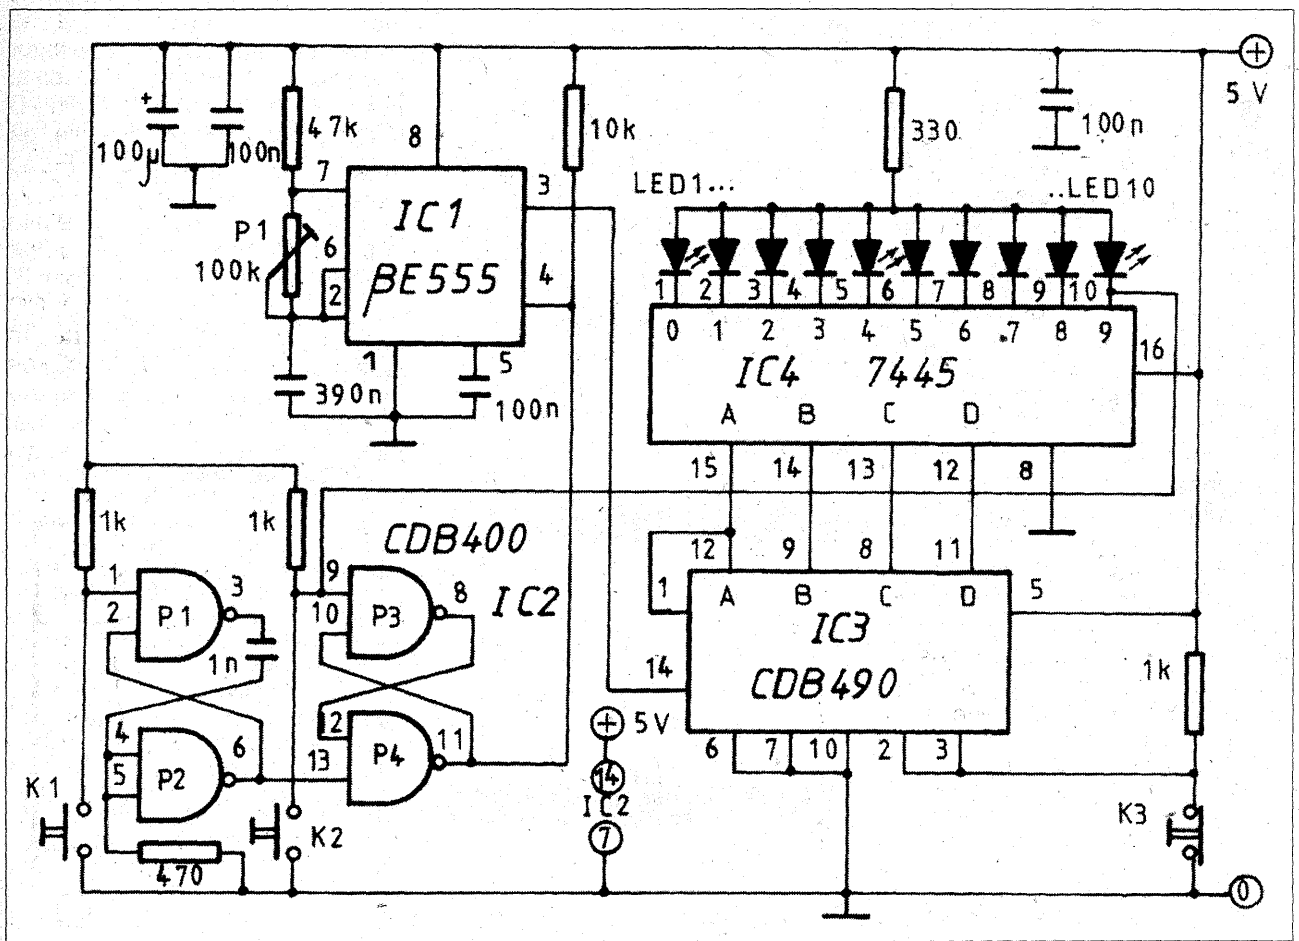 +
5 V
+
100µ
100n
47k
8
10k
330
100n
7
3
LED1...
..LED10
P1
100k
6
2
IC1
βE555
4
1
5
390n
100n
1 2 3 4 5 6 7 8 9 10
0 1 2 3 4 5 6 7 8 9
16
IC4 7445
A B C D
15 14 13 12 8
1k
1k
CDB400
IC2
12 9 8 11
1
A B C D
5
IC3
CDB490
14
1
2
3
P1
1n
9
10
8
P3
1k
4
5
6
P2
12
13
11
P4
+ 5V
14
IC2
7
6 7 10 2 3
K1
K2
K3
470
0